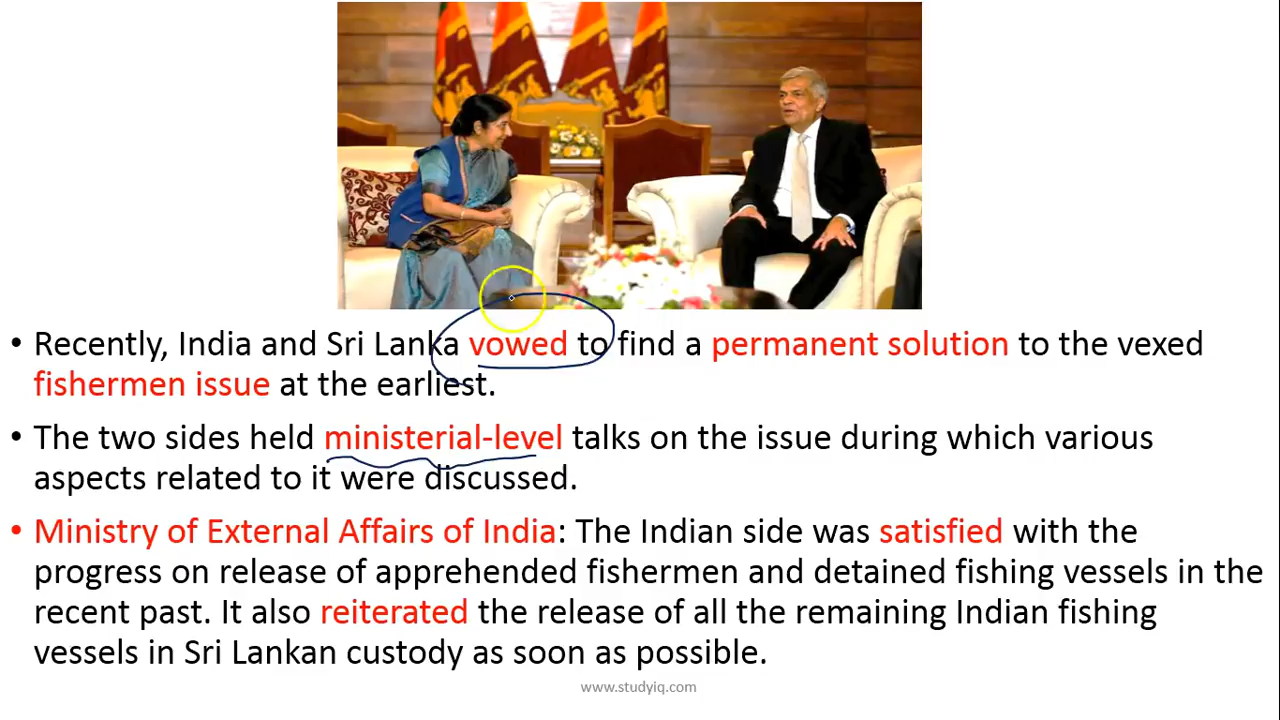 • Recently, India and Sri Lanka vowed to find a permanent solution to the vexed
fishermen issue at the earliest.
• The two sides held ministerial-level talks on the issue during which various
aspects related to it were discussed.
• Ministry of External Affairs of India: The Indian side was satisfied with the
progress on release of apprehended fishermen and detained fishing vessels in the
recent past. It also reiterated the release of all the remaining Indian fishing
vessels in Sri Lankan custody as soon as possible.
www.studyiq.com